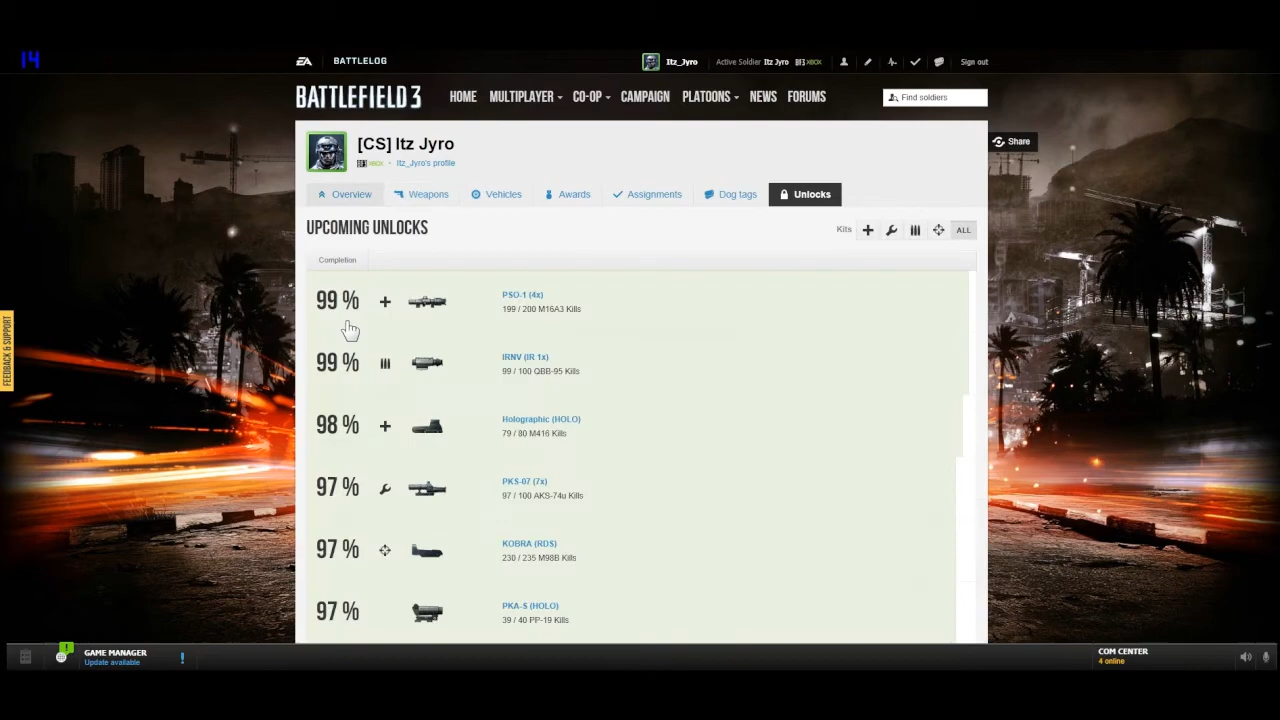 14
EA BATTLELOG Itz_Jyro Active Soldier Itz Jyro BF3 XBOX Sign out
BATTLEFIELD 3 HOME MULTIPLAYER CO-OP CAMPAIGN PLATOONS NEWS FORUMS Find soldiers
[CS] Itz Jyro
XBOX Itz_Jyro's profile
Share
Overview Weapons Vehicles Awards Assignments Dog tags Unlocks
UPCOMING UNLOCKS Kits ALL
Completion
99 % PSO-1 (4x)
199 / 200 M16A3 Kills
99 % IRNV (IR 1x)
99 / 100 QBB-95 Kills
98 % Holographic (HOLO)
79 / 80 M416 Kills
97 % PKS-07 (7x)
97 / 100 AKS-74u Kills
97 % KOBRA (RDS)
230 / 235 M98B Kills
97 % PKA-S (HOLO)
39 / 40 PP-19 Kills
FEEDBACK & SUPPORT
GAME MANAGER
Update available
COM CENTER
4 online